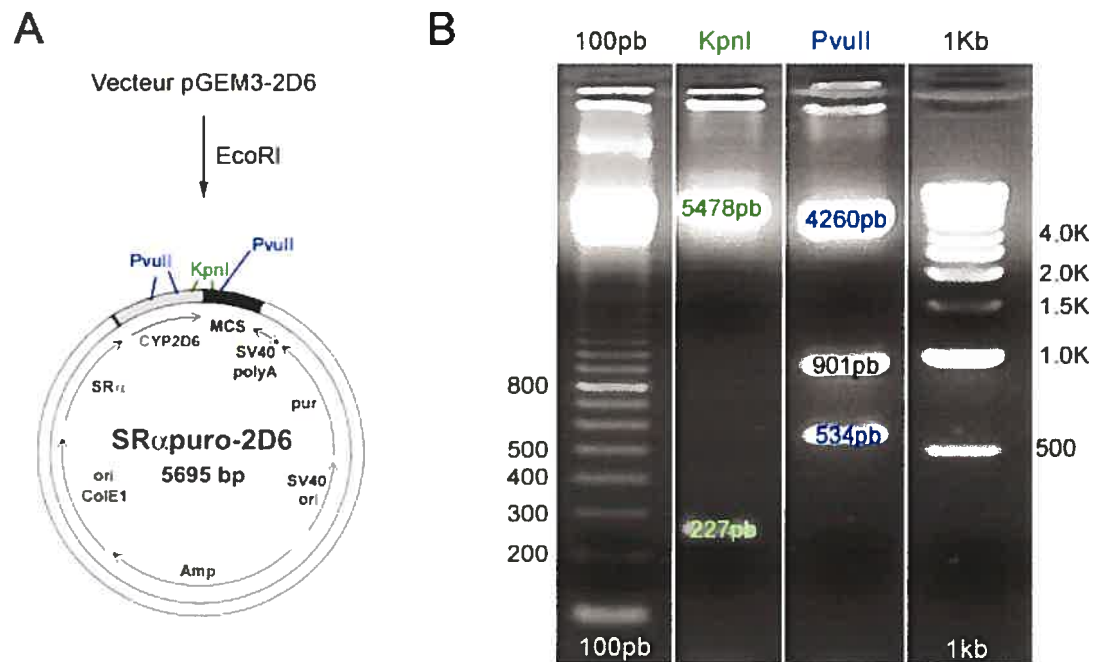 A
Vecteur pGEM3-2D6
EcoRI
PvuII
KpnI
PvuII
CYP2D6
MCS
SV40
polyA
SRα
pur
SRαpuro-2D6
5695 bp
ori
ColE1
SV40
ori
Amp
B
100pb
KpnI
PvuII
1Kb
5478pb
4260pb
901pb
534pb
227pb
800
500
400
300
200
4.0K
2.0K
1.5K
1.0K
500
100pb
1kb